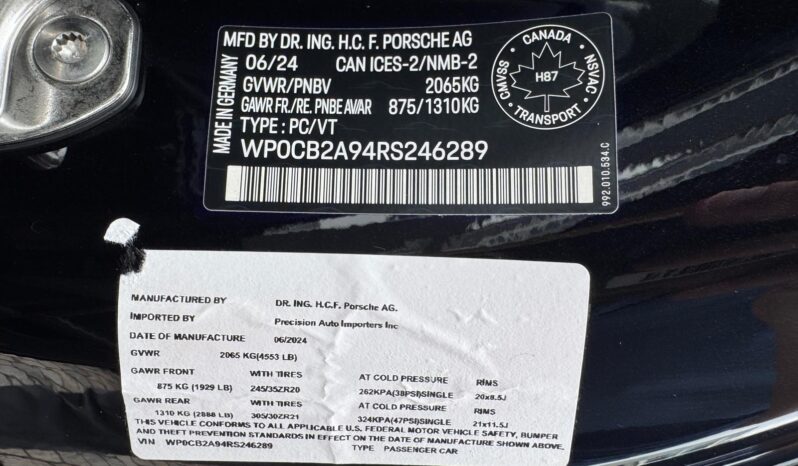 MFD BY DR. ING. H.C. F. PORSCHE AG
06/24 CAN ICES-2/NMB-2
GVWR/PNBV 2065KG
GAWR FR./RE. PNBE AVAR 875/1310KG
TYPE : PC/VT
WP0CB2A94RS246289
MADE IN GERMANY
CANADA
CMVSS
NSVAC
H87
TRANSPORT
992.010.534.C
MANUFACTURED BY DR. ING. H.C.F. Porsche AG.
IMPORTED BY Precision Auto Importers Inc
DATE OF MANUFACTURE 06/2024
GVWR 2065 KG(4553 LB)
GAWR FRONT TIRES AT COLD PRESSURE RIMS
875 KG (1929 LB) 245/35ZR20 262KPA(38PSI)SINGLE 20x8.5J
GAWR REAR TIRES AT COLD PRESSURE RIMS
1310 KG (2888 LB) 305/30ZR21 324KPA(47PSI)SINGLE 21x11.5J
THIS VEHICLE CONFORMS TO ALL APPLICABLE U.S. FEDERAL MOTOR VEHICLE SAFETY, BUMPER
AND THEFT PREVENTION STANDARDS IN EFFECT ON THE DATE OF MANUFACTURE SHOWN ABOVE.
VIN WP0CB2A94RS246289 TYPE PASSENGER CAR